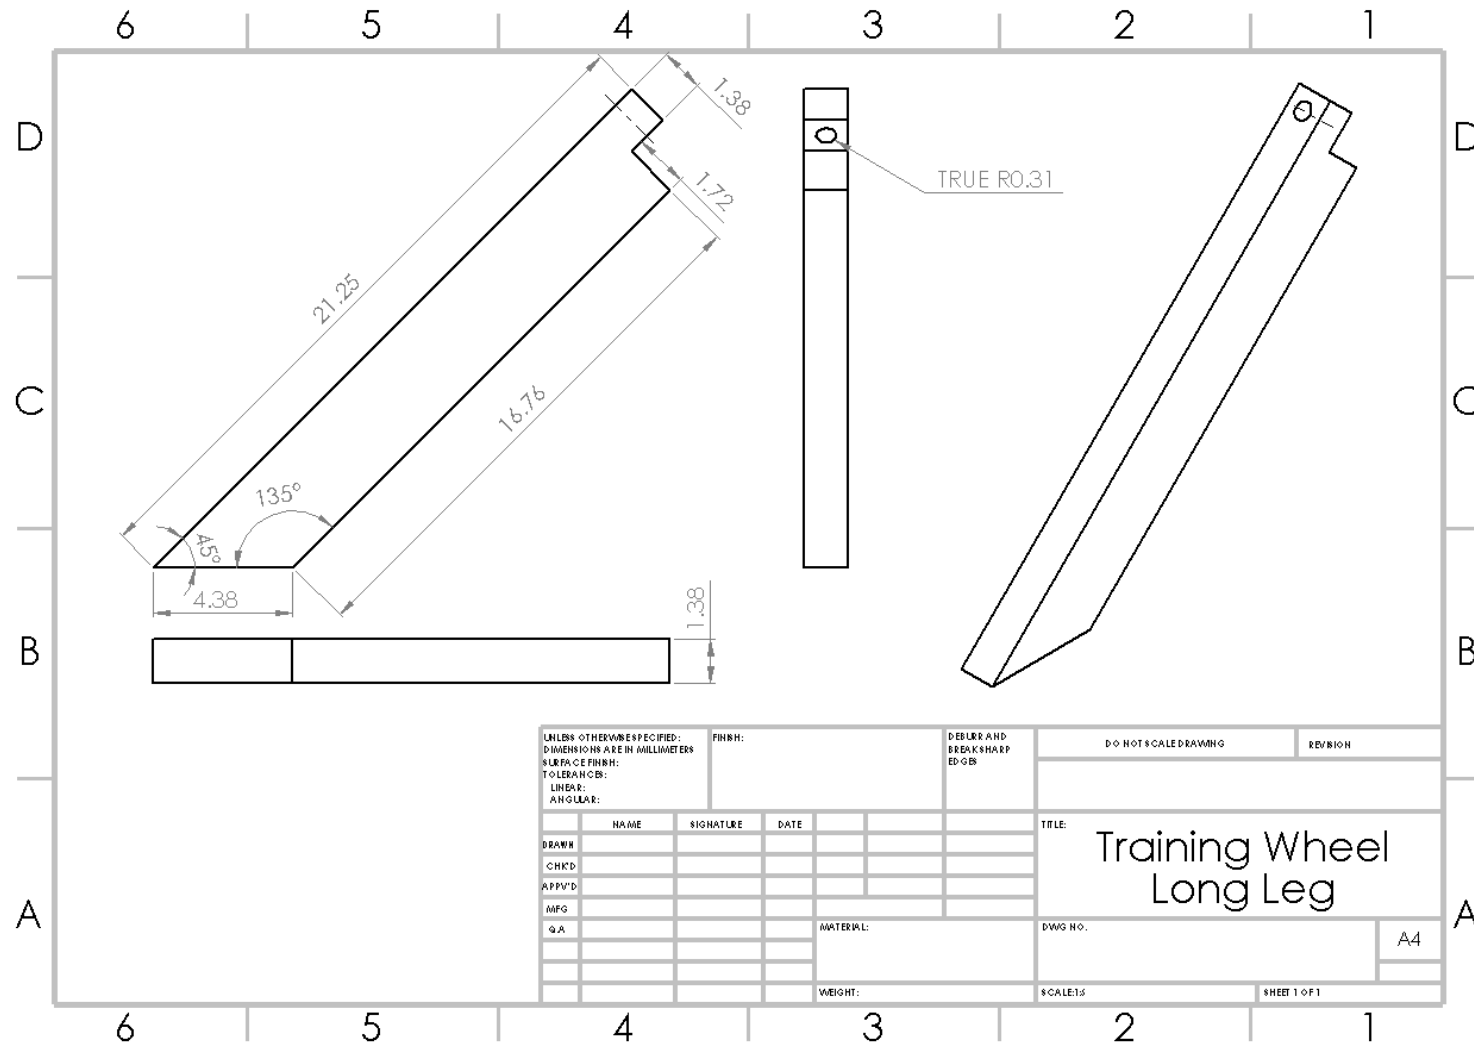 6 5 4 3 2 1
D D
C C
B B
A A
1.38
1.72
21.25
16.76
135°
45°
4.38
1.38
TRUE R0.31
UNLESS OTHERWISE SPECIFIED:
DIMENSIONS ARE IN MILLIMETERS
SURFACE FINISH:
TOLERANCES:
LINEAR:
ANGULAR:
FINISH:
DEBURR AND
BREAK SHARP
EDGES
DO NOT SCALE DRAWING
REVISION
NAME SIGNATURE DATE
DRAWN
CHK'D
APPV'D
MFG
Q.A
TITLE:
Training Wheel
Long Leg
MATERIAL:
DWG NO.
A4
WEIGHT:
SCALE:1:5
SHEET 1 OF 1
6 5 4 3 2 1